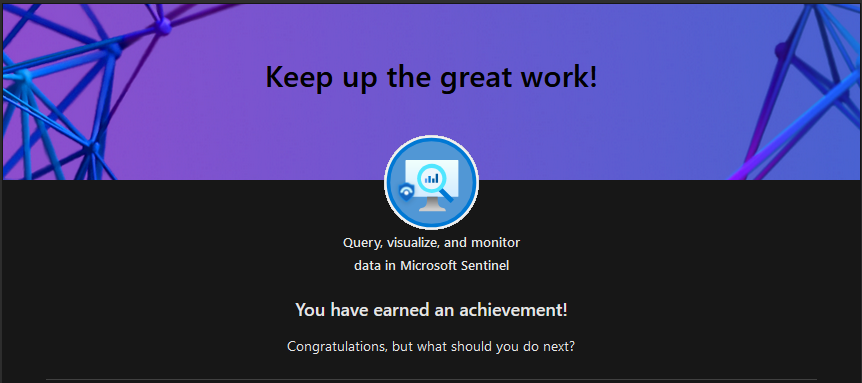 Keep up the great work!
Query, visualize, and monitor
data in Microsoft Sentinel
You have earned an achievement!
Congratulations, but what should you do next?